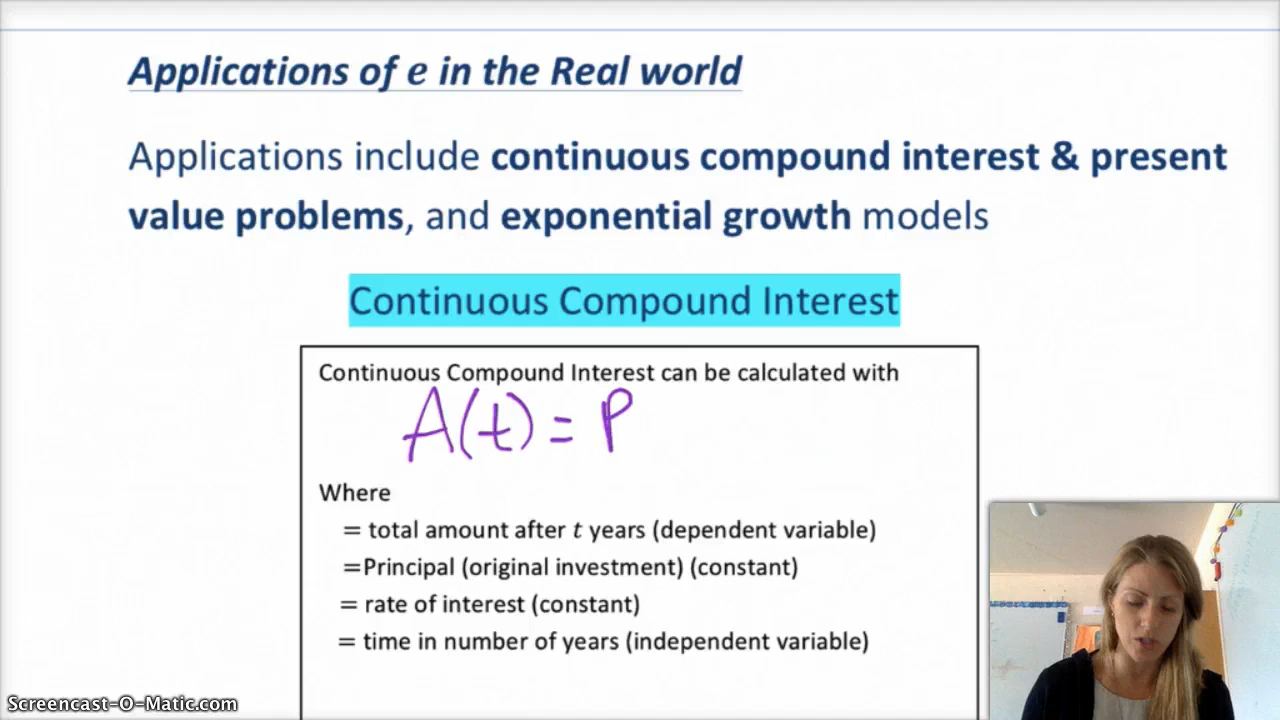 Applications of e in the Real world
Applications include continuous compound interest & present
value problems, and exponential growth models
Continuous Compound Interest
Continuous Compound Interest can be calculated with
A(t) = P
Where
= total amount after t years (dependent variable)
=Principal (original investment) (constant)
= rate of interest (constant)
= time in number of years (independent variable)
Screencast-O-Matic.com